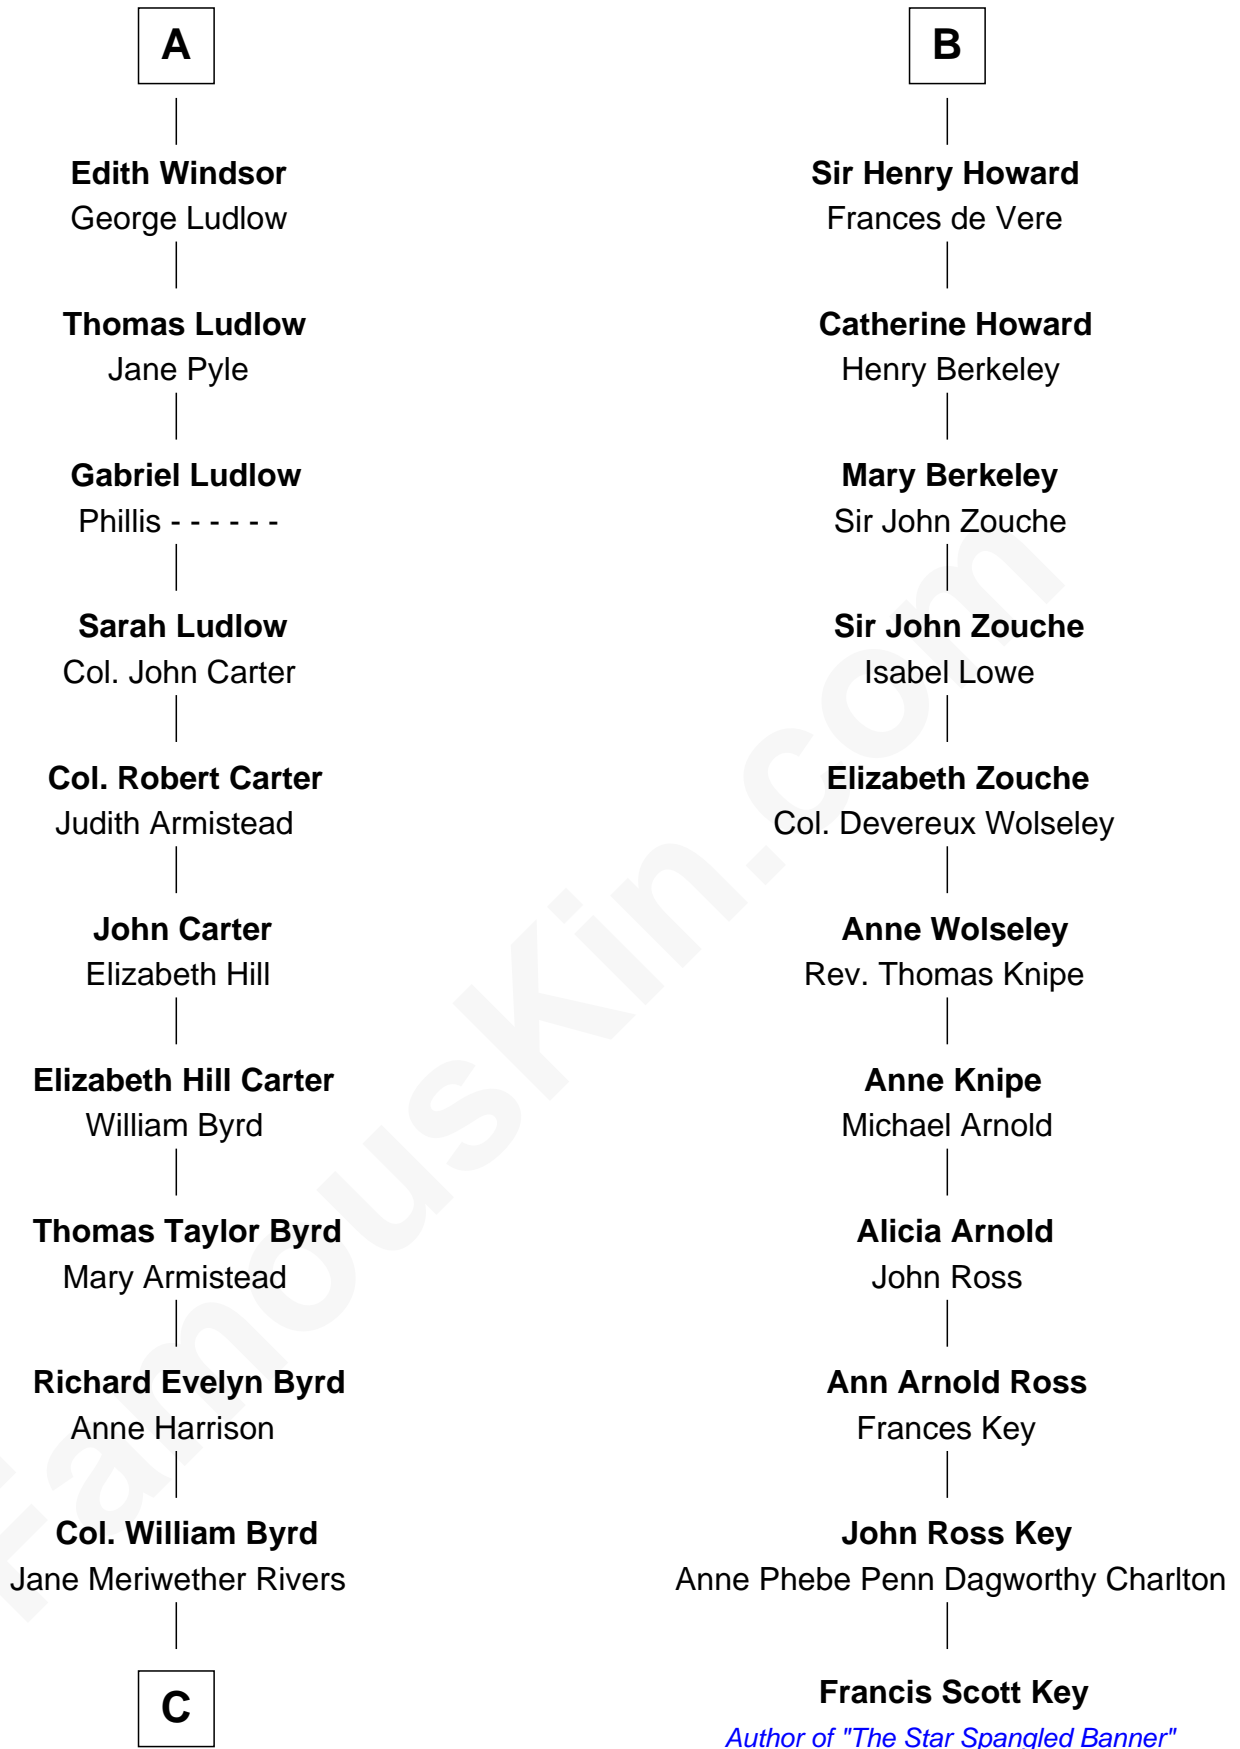 A
Edith Windsor
George Ludlow
Thomas Ludlow
Jane Pyle
Gabriel Ludlow
Phillis - - - - - -
Sarah Ludlow
Col. John Carter
Col. Robert Carter
Judith Armistead
John Carter
Elizabeth Hill
Elizabeth Hill Carter
William Byrd
Thomas Taylor Byrd
Mary Armistead
Richard Evelyn Byrd
Anne Harrison
Col. William Byrd
Jane Meriwether Rivers
C
B
Sir Henry Howard
Frances de Vere
Catherine Howard
Henry Berkeley
Mary Berkeley
Sir John Zouche
Sir John Zouche
Isabel Lowe
Elizabeth Zouche
Col. Devereux Wolseley
Anne Wolseley
Rev. Thomas Knipe
Anne Knipe
Michael Arnold
Alicia Arnold
John Ross
Ann Arnold Ross
Frances Key
John Ross Key
Anne Phebe Penn Dagworthy Charlton
Francis Scott Key
Author of "The Star Spangled Banner"
FamousKin.com